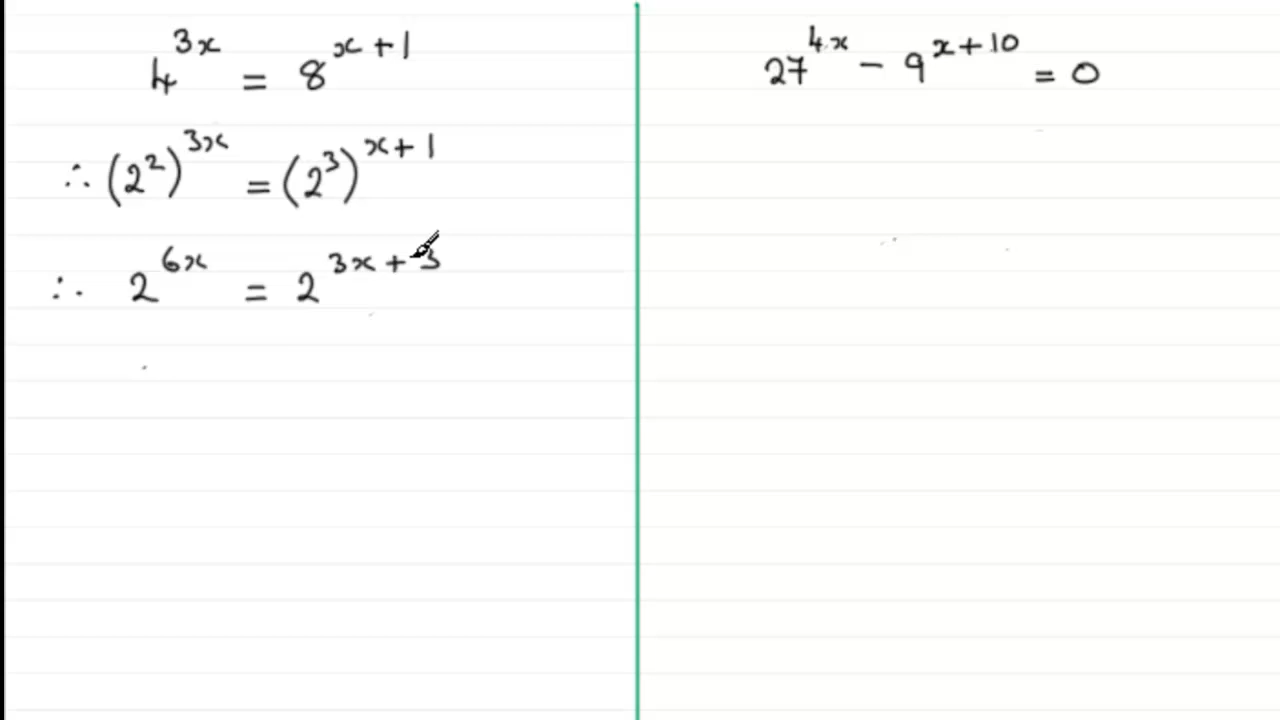 4^{3x} = 8^{x+1}
∴ (2^2)^{3x} = (2^3)^{x+1}
∴ 2^{6x} = 2^{3x+3}
27^{4x} - 9^{x+10} = 0